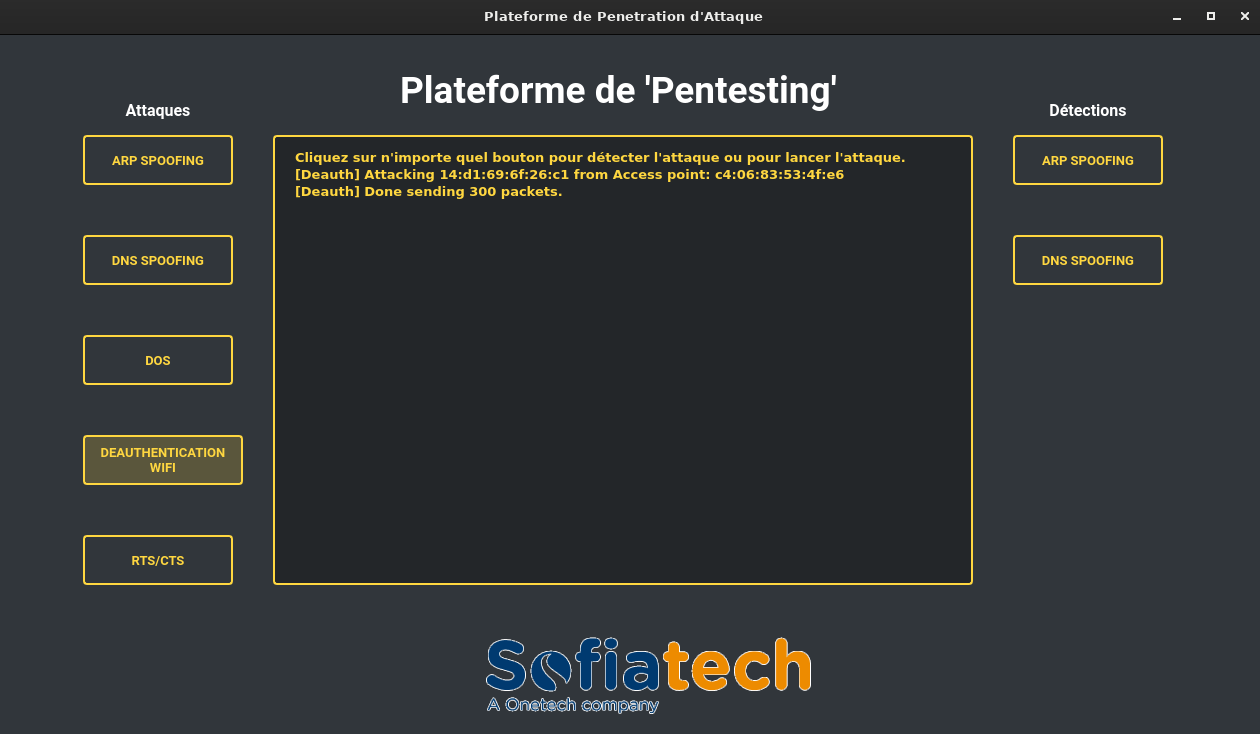 Plateforme de Penetration d'Attaque
Plateforme de 'Pentesting'
Attaques
ARP SPOOFING
DNS SPOOFING
DOS
DEAUTHENTICATION
WIFI
RTS/CTS
Cliquez sur n'importe quel bouton pour détecter l'attaque ou pour lancer l'attaque.
[Deauth] Attacking 14:d1:69:6f:26:c1 from Access point: c4:06:83:53:4f:e6
[Deauth] Done sending 300 packets.
Détections
ARP SPOOFING
DNS SPOOFING
Sofiatech
A Onetech company